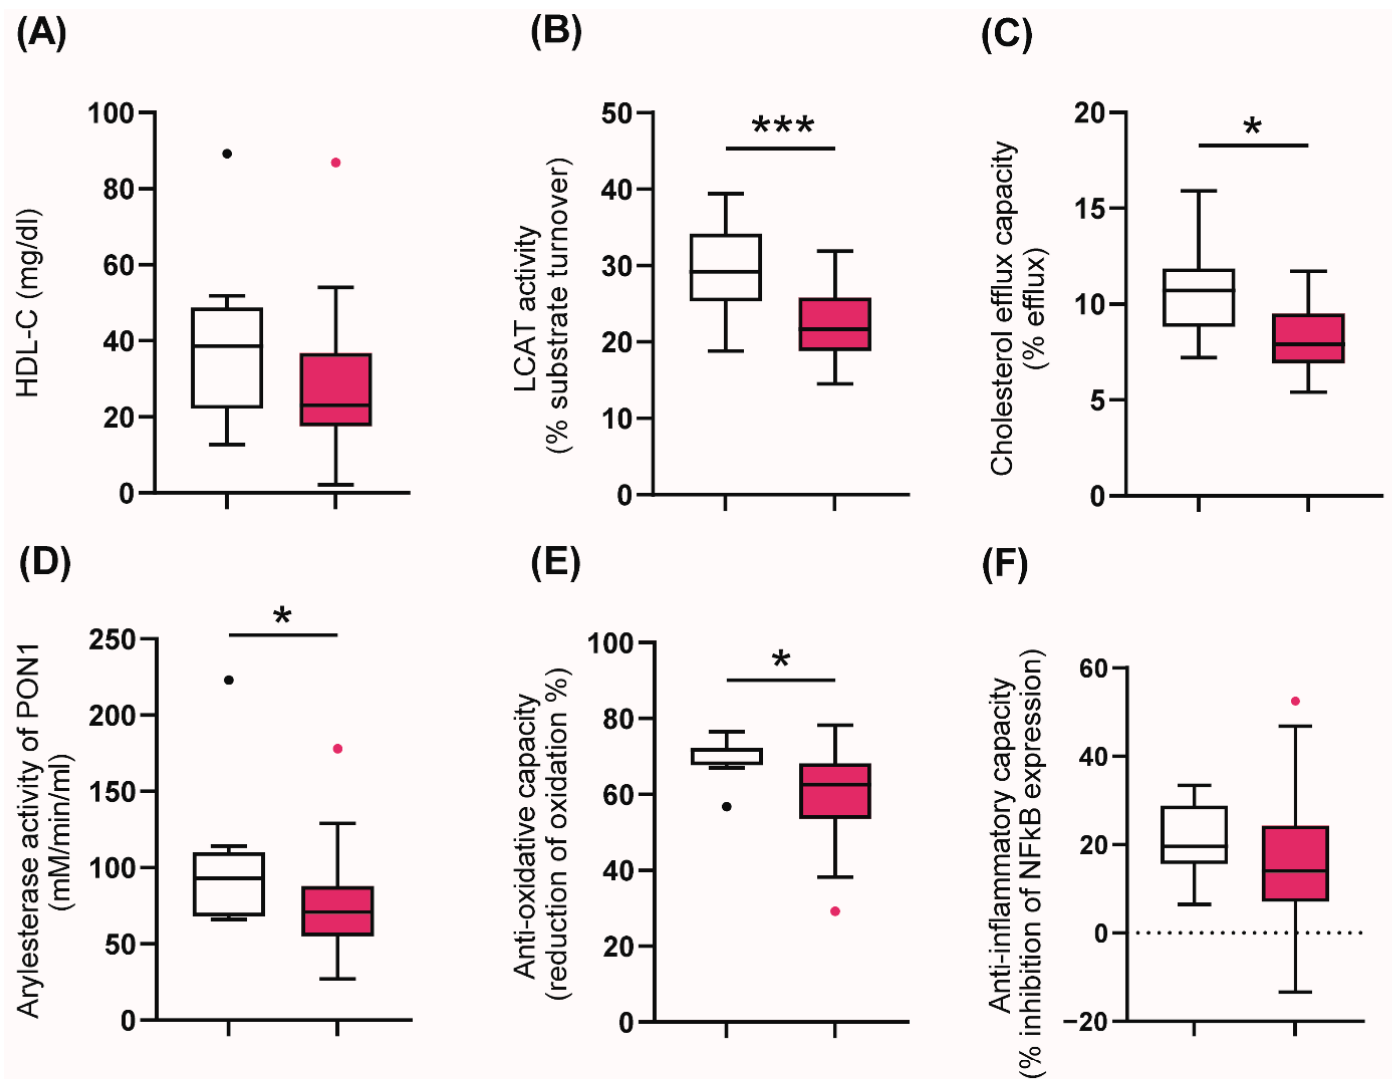 (A)
HDL-C (mg/dl)
100
80
60
40
20
0
(B)
LCAT activity
(% substrate turnover)
50
40
30
20
10
0
***
(C)
Cholesterol efflux capacity
(% efflux)
20
15
10
5
0
*
(D)
Arylesterase activity of PON1
(mM/min/ml)
250
200
150
100
50
0
*
(E)
Anti-oxidative capacity
(reduction of oxidation %)
100
80
60
40
20
0
*
(F)
Anti-inflammatory capacity
(% inhibition of NFkB expression)
60
40
20
0
−20